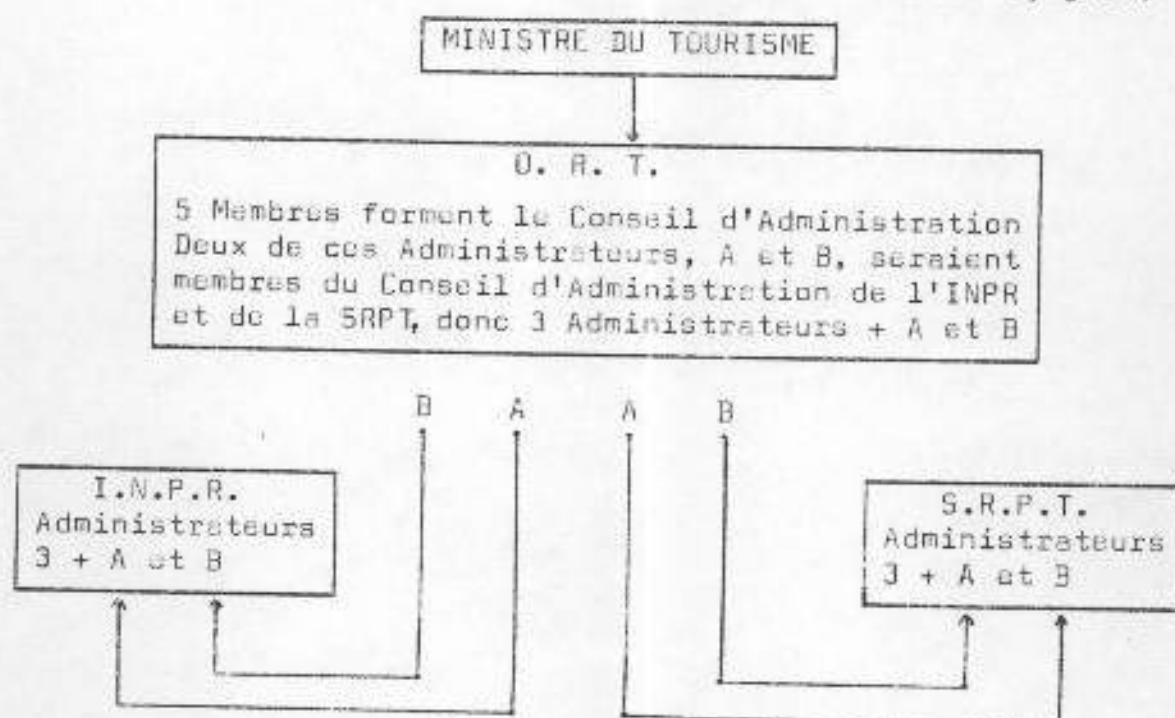 MINISTRE DU TOURISME
O. R. T.
5 Membres forment le Conseil d'Administration
Deux de ces Administrateurs, A et B, seraient
membres du Conseil d'Administration de l'INPR
et de la SRPT, donc 3 Administrateurs + A et B
B A A B
I.N.P.R.
Administrateurs
3 + A et B
S.R.P.T.
Administrateurs
3 + A et B